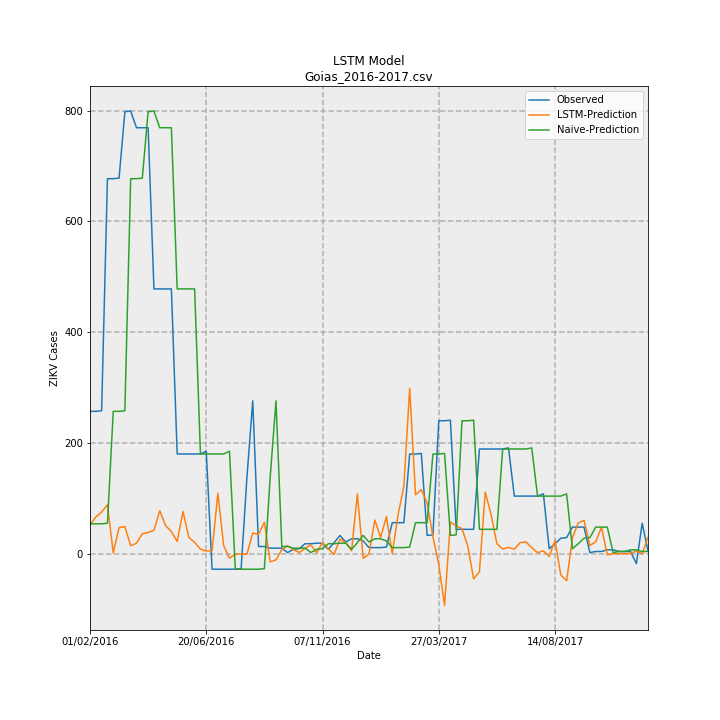 LSTM Model
Goias_2016-2017.csv
Observed
LSTM-Prediction
Naive-Prediction
800
600
400
200
0
ZIKV Cases
01/02/2016
20/06/2016
07/11/2016
27/03/2017
14/08/2017
Date